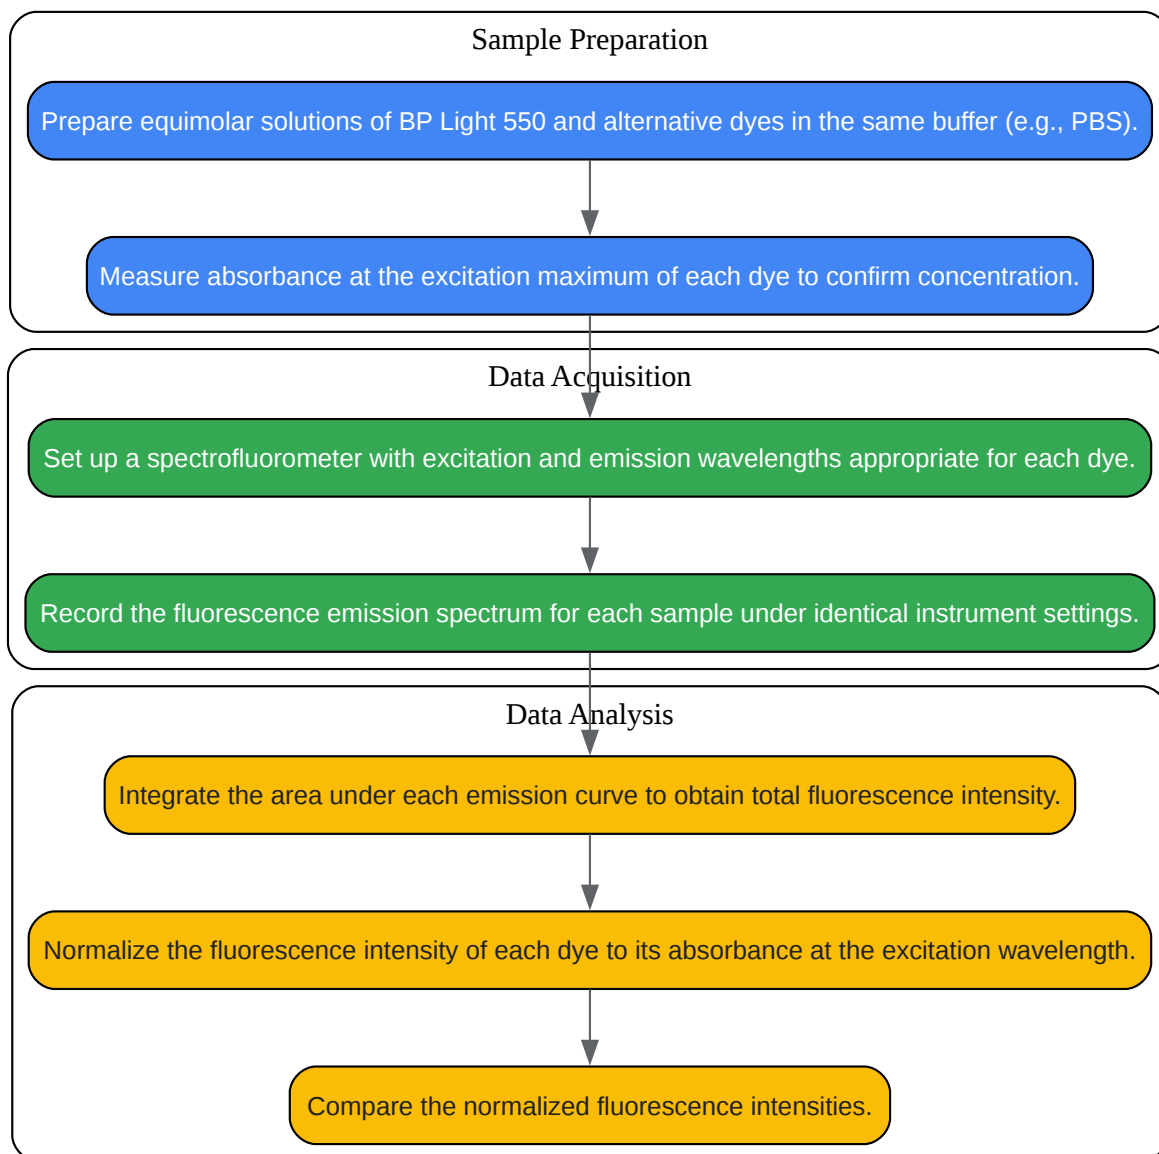 Sample Preparation
Prepare equimolar solutions of BP Light 550 and alternative dyes in the same buffer (e.g., PBS).
Measure absorbance at the excitation maximum of each dye to confirm concentration.
Data Acquisition
Set up a spectrofluorometer with excitation and emission wavelengths appropriate for each dye.
Record the fluorescence emission spectrum for each sample under identical instrument settings.
Data Analysis
Integrate the area under each emission curve to obtain total fluorescence intensity.
Normalize the fluorescence intensity of each dye to its absorbance at the excitation wavelength.
Compare the normalized fluorescence intensities.